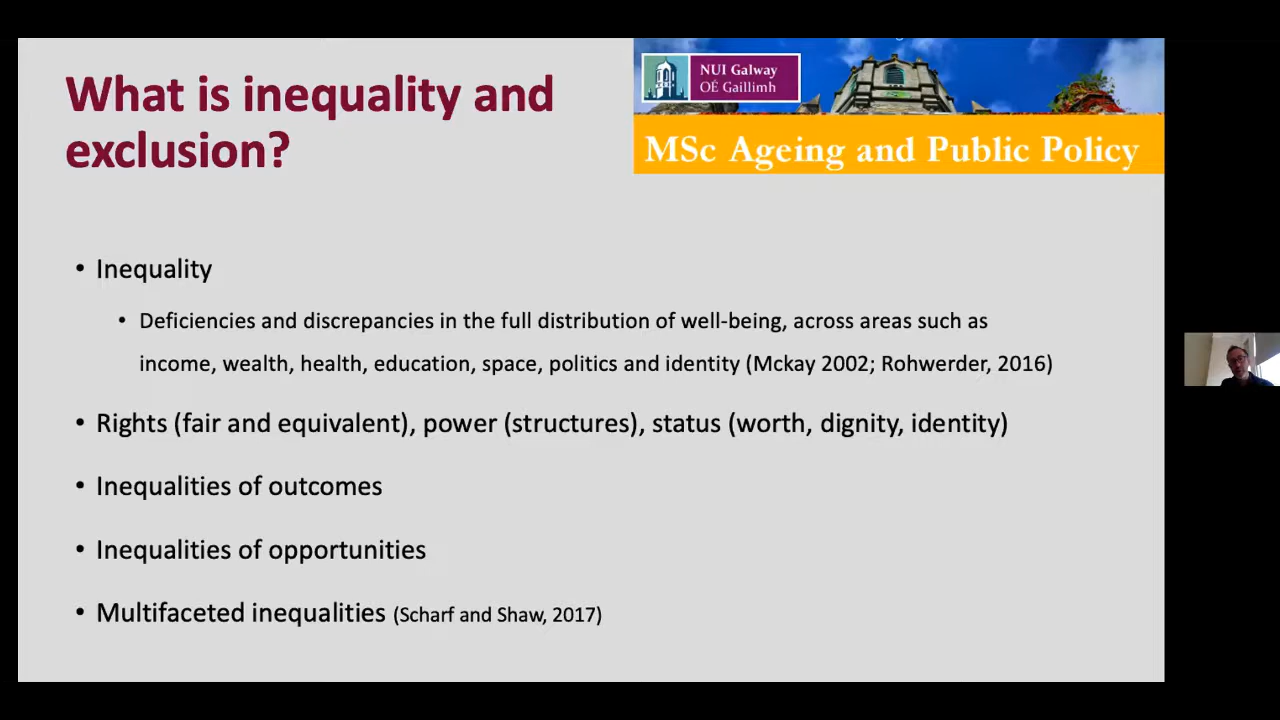 What is inequality and
exclusion?
NUI Galway
OÉ Gaillimh
MSc Ageing and Public Policy
• Inequality
• Deficiencies and discrepancies in the full distribution of well-being, across areas such as
income, wealth, health, education, space, politics and identity (Mckay 2002; Rohwerder, 2016)
• Rights (fair and equivalent), power (structures), status (worth, dignity, identity)
• Inequalities of outcomes
• Inequalities of opportunities
• Multifaceted inequalities (Scharf and Shaw, 2017)